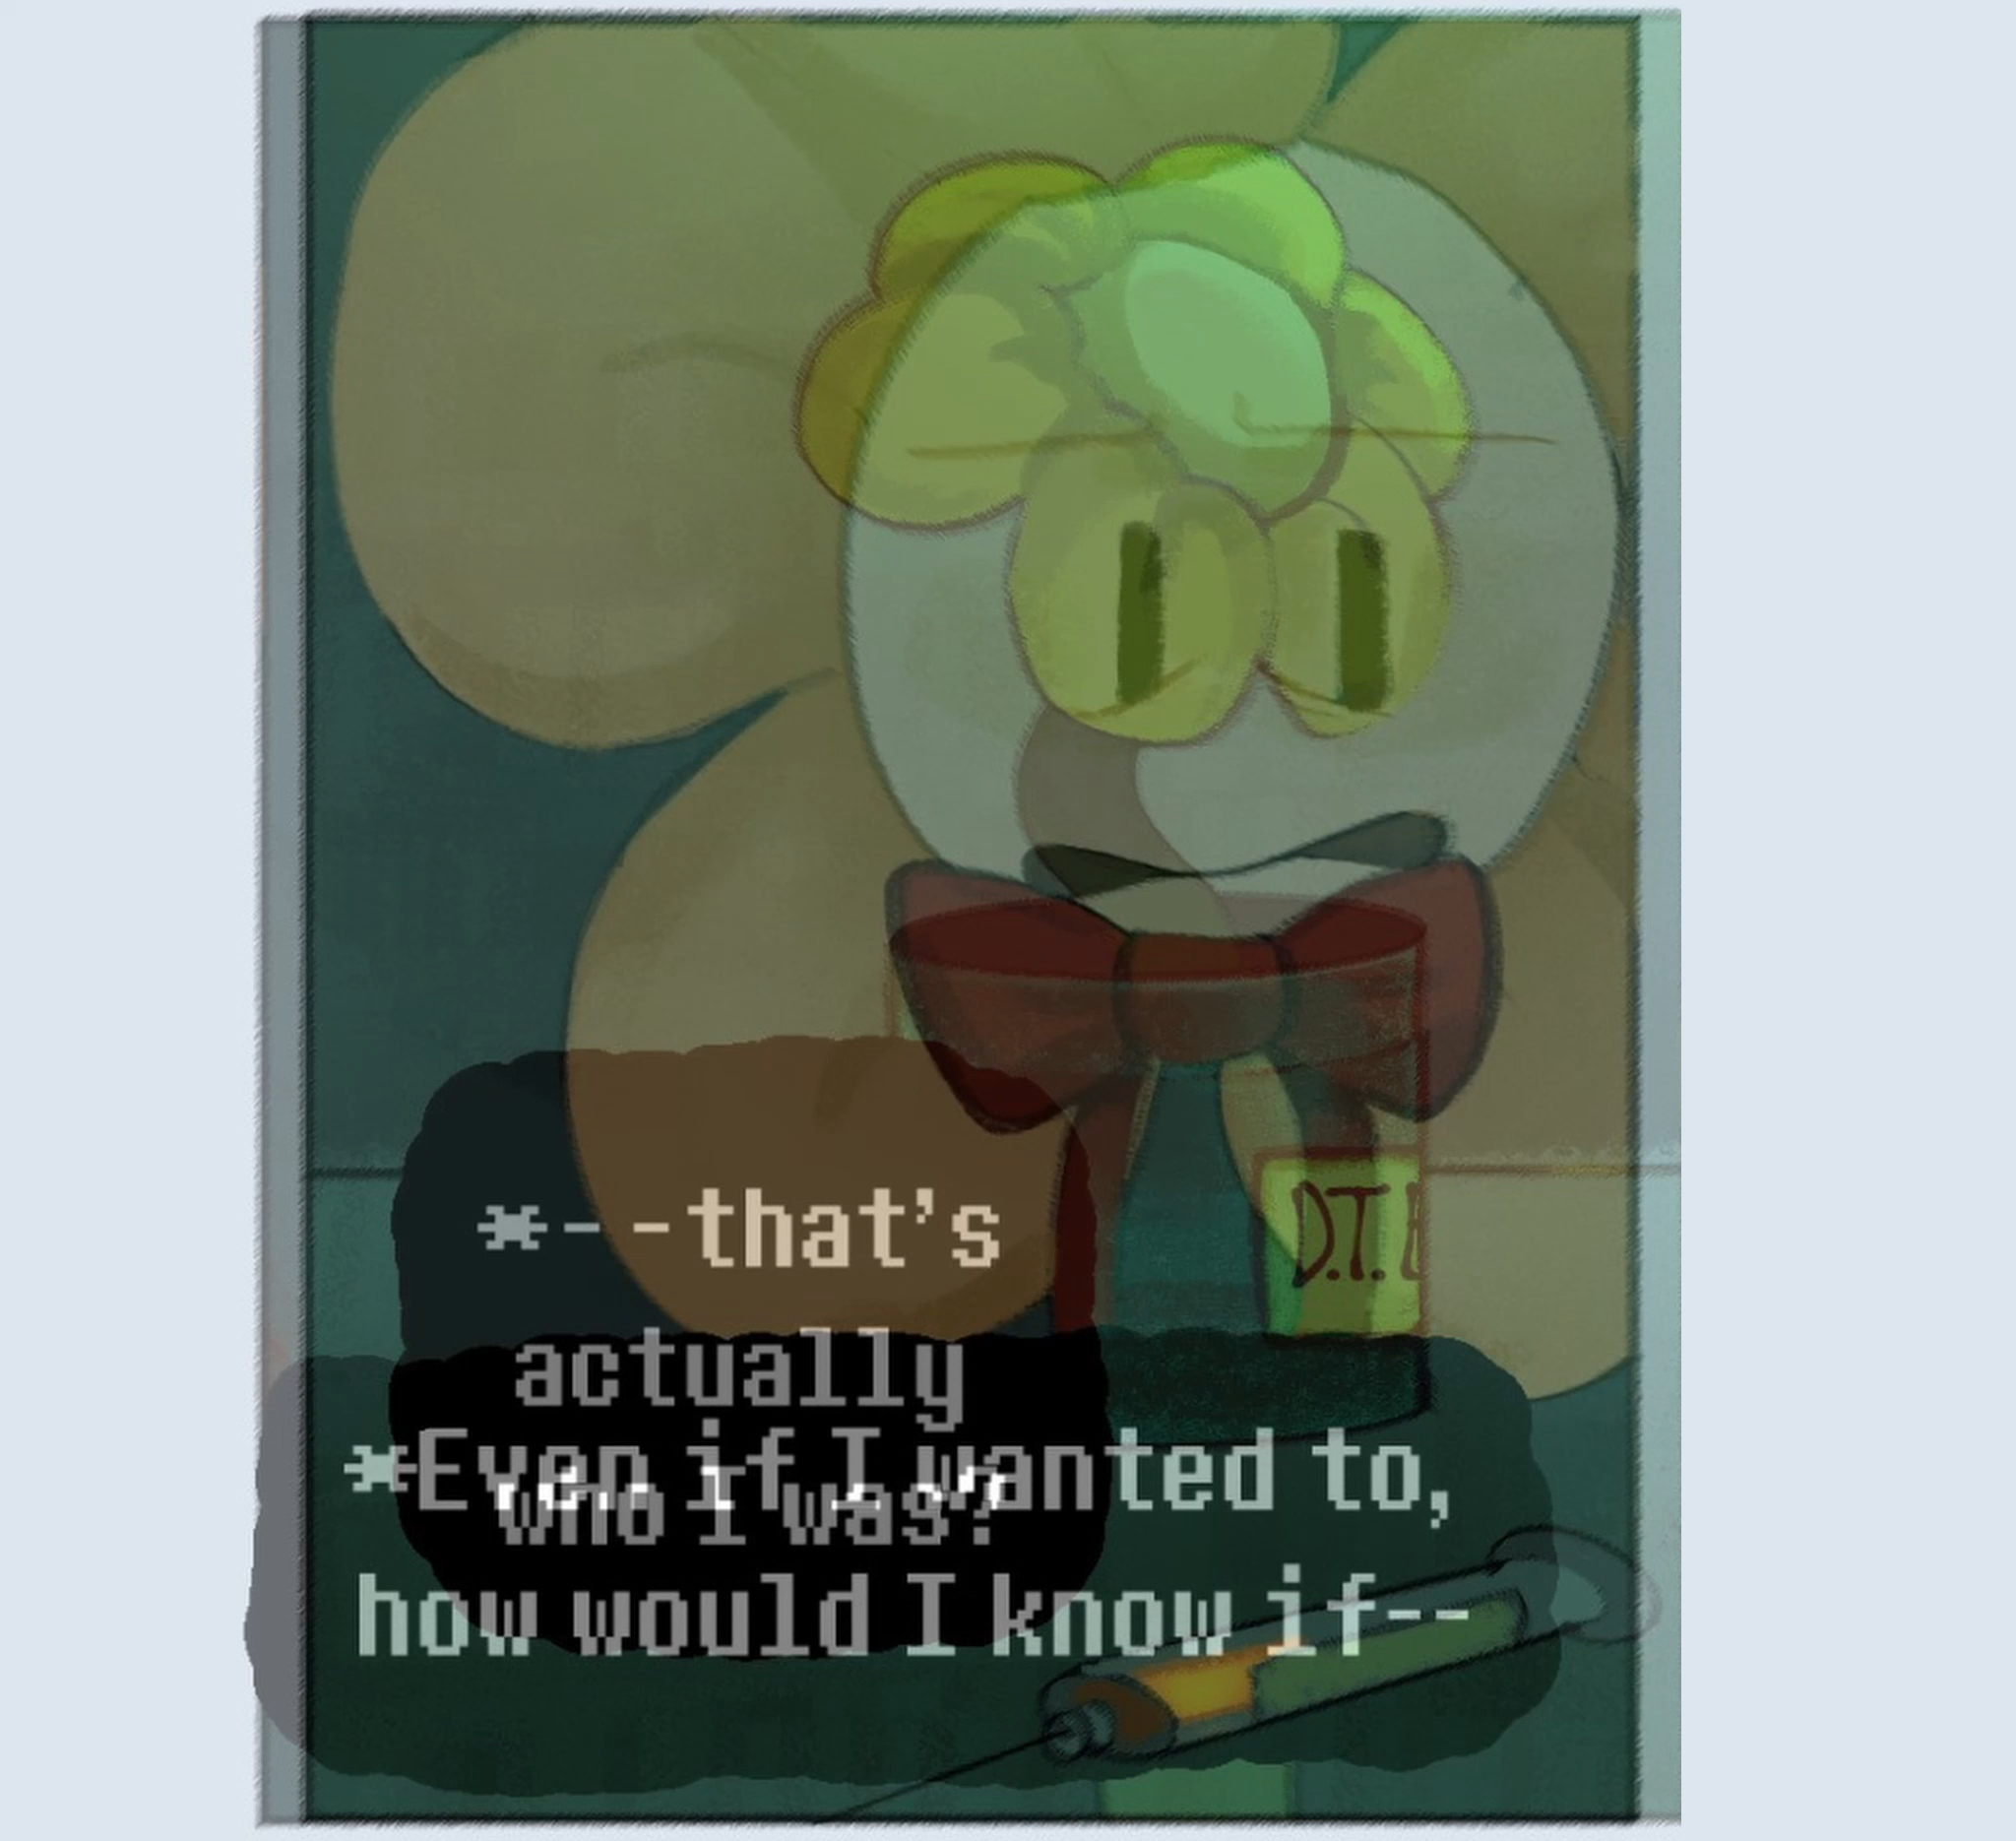 *--that's
D.T.
actually
*Even if I wanted to,
who I was?
how would I know if--